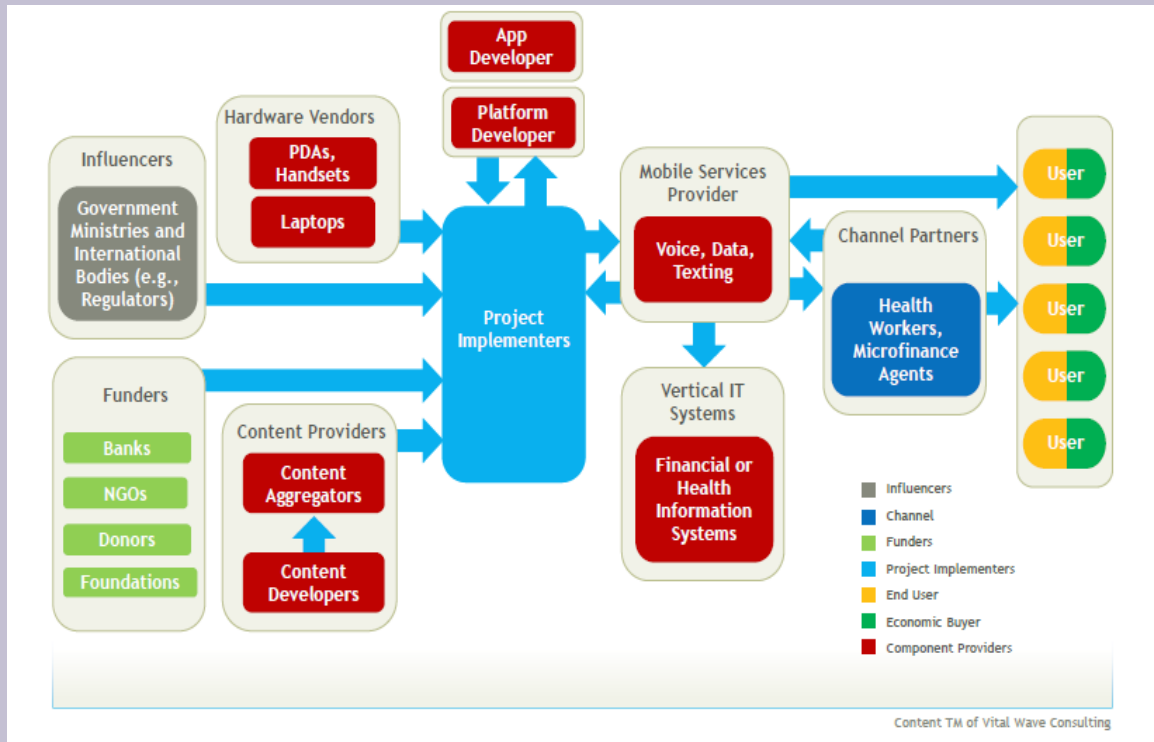 App
Developer
Platform
Developer
Hardware Vendors
PDAs,
Handsets
Laptops
Influencers
Government
Ministries and
International
Bodies (e.g.,
Regulators)
Funders
Banks
NGOs
Donors
Foundations
Content Providers
Content
Aggregators
Content
Developers
Project
Implementers
Mobile Services
Provider
Voice, Data,
Texting
Vertical IT
Systems
Financial or
Health
Information
Systems
Channel Partners
Health
Workers,
Microfinance
Agents
User
User
User
User
User
Influencers
Channel
Funders
Project Implementers
End User
Economic Buyer
Component Providers
Content TM of Vital Wave Consulting